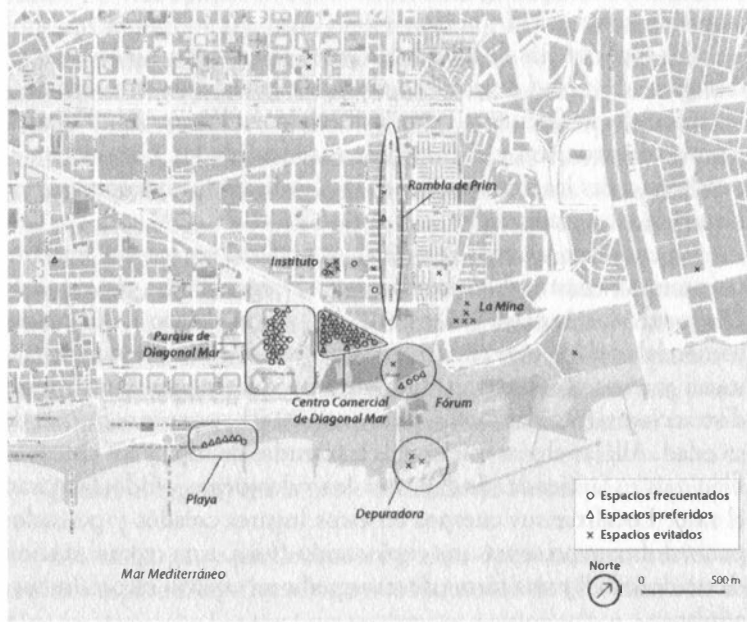 Rambla de Prim
Instituto
La Mina
Parque de
Diagonal Mar
Centro Comercial
de Diagonal Mar
Fórum
Playa
Depuradora
Espacios frecuentados
Espacios preferidos
Espacios evitados
Mar Mediterráneo
Norte
0 500 m